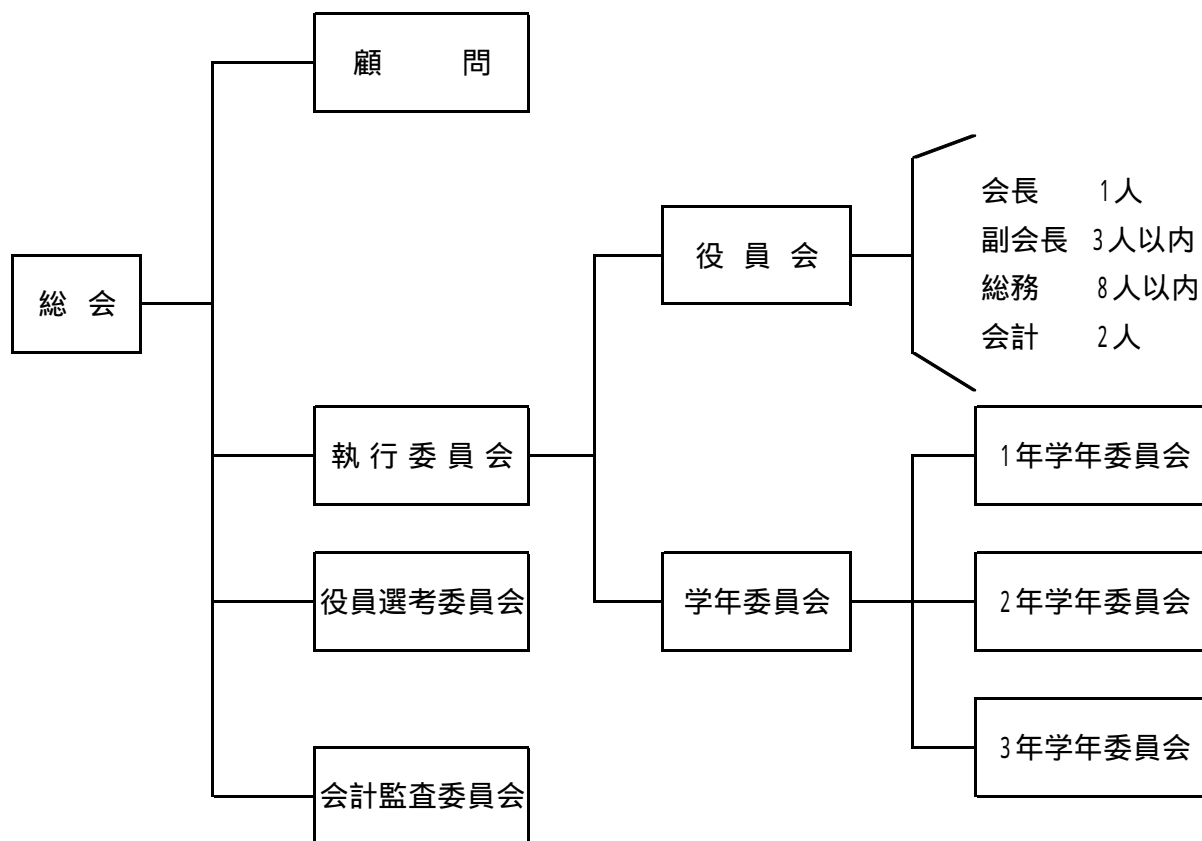 顧 問
総 会
役 員 会
会長 1人
副会長 3人以内
総務 8人以内
会計 2人
執 行 委 員 会
1年学年委員会
役員選考委員会
学年委員会
2年学年委員会
3年学年委員会
会計監査委員会